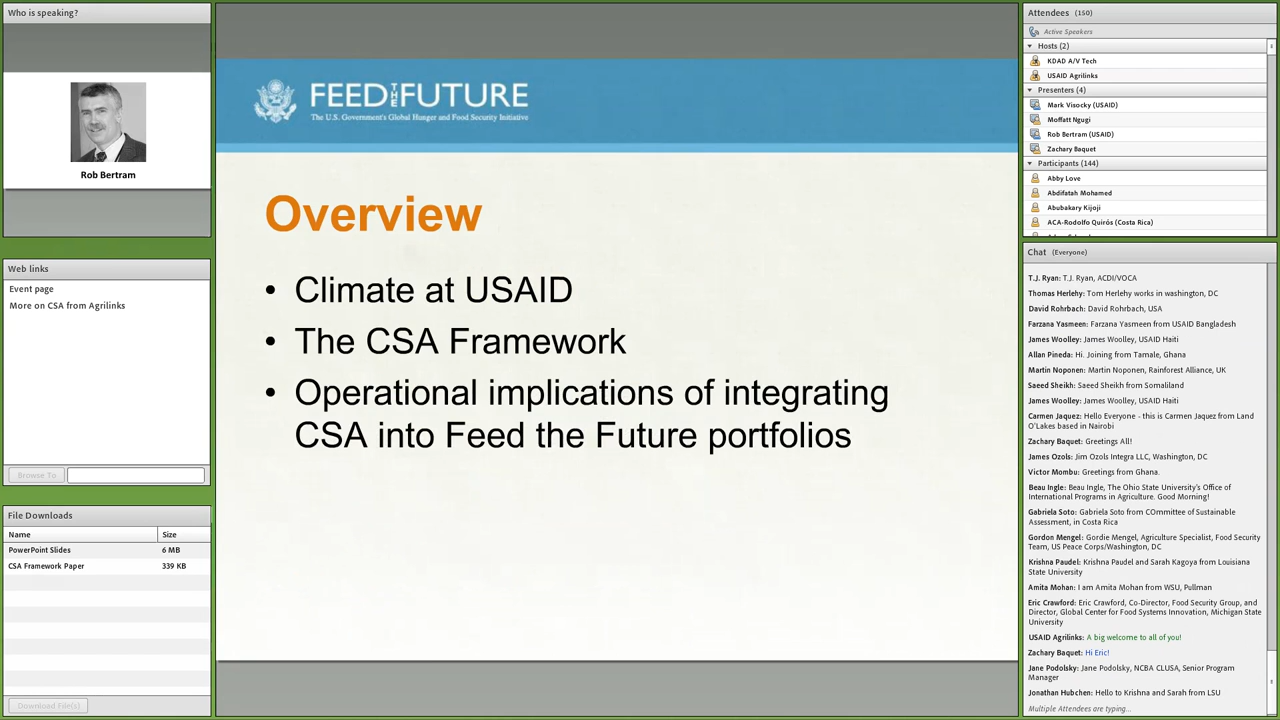 Who is speaking?
Rob Bertram
Web links
Event page
More on CSA from Agrilinks
Browse To
File Downloads
Name Size
PowerPoint Slides 6 MB
CSA Framework Paper 339 KB
Download File(s)
FEED THE FUTURE
The U.S. Government's Global Hunger and Food Security Initiative
Overview
• Climate at USAID
• The CSA Framework
• Operational implications of integrating
CSA into Feed the Future portfolios
Attendees (150)
Active Speakers
Hosts (2)
KDAD A/V Tech
USAID Agrilinks
Presenters (4)
Mark Visocky (USAID)
Moffatt Ngugi
Rob Bertram (USAID)
Zachary Baquet
Participants (144)
Abby Love
Abdifatah Mohamed
Abubakary Kijoji
ACA-Rodolfo Quirós (Costa Rica)
Chat (Everyone)
T.J. Ryan: T.J. Ryan, ACDI/VOCA
Thomas Herlehy: Tom Herlehy works in washington, DC
David Rohrbach: David Rohrbach, USA
Farzana Yasmeen: Farzana Yasmeen from USAID Bangladesh
James Woolley: James Woolley, USAID Haiti
Allan Pineda: Hi. Joining from Tamale, Ghana
Martin Noponen: Martin Noponen, Rainforest Alliance, UK
Saeed Sheikh: Saeed Sheikh from Somaliland
James Woolley: James Woolley, USAID Haiti
Carmen Jaquez: Hello Everyone - this is Carmen Jaquez from Land
O'Lakes based in Nairobi
Zachary Baquet: Greetings All!
James Ozols: Jim Ozols Integra LLC, Washington, DC
Victor Mombu: Greetings from Ghana.
Beau Ingle: Beau Ingle, The Ohio State University's Office of
International Programs in Agriculture. Good Morning!
Gabriela Soto: Gabriela Soto from COmmittee of Sustainable
Assessment, in Costa Rica
Gordon Mengel: Gordie Mengel, Agriculture Specialist, Food Security
Team, US Peace Corps/Washington, DC
Krishna Paudel: Krishna Paudel and Sarah Kagoya from Louisiana
State University
Amita Mohan: I am Amita Mohan from WSU, Pullman
Eric Crawford: Eric Crawford, Co-Director, Food Security Group, and
Director, Global Center for Food Systems Innovation, Michigan State
University
USAID Agrilinks: A big welcome to all of you!
Zachary Baquet: Hi Eric!
Jane Podolsky: Jane Podolsky, NCBA CLUSA, Senior Program
Manager
Jonathan Hubchen: Hello to Krishna and Sarah from LSU
Multiple Attendees are typing...